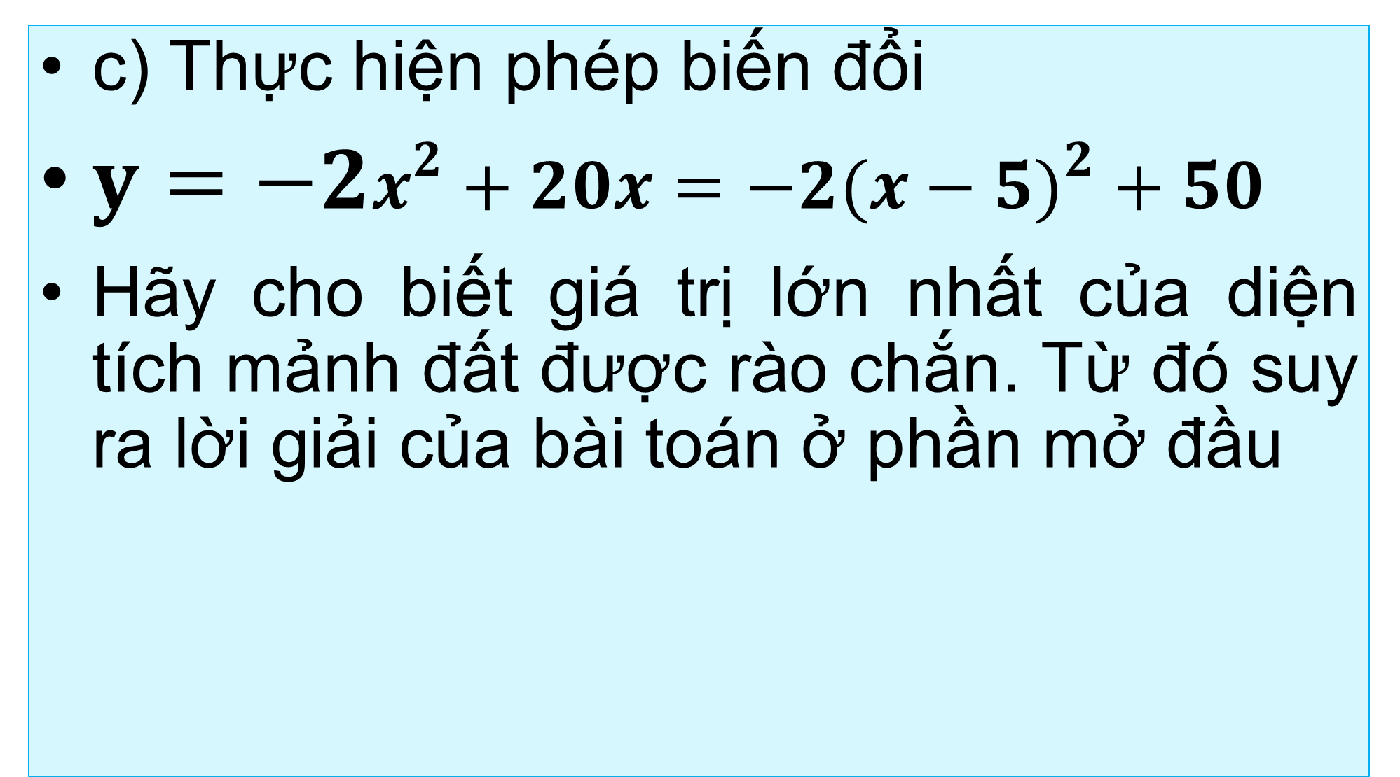 • c) Thực hiện phép biến đổi
• y = −2x² + 20x = −2(x − 5)² + 50
• Hãy cho biết giá trị lớn nhất của diện
tích mảnh đất được rào chắn. Từ đó suy
ra lời giải của bài toán ở phần mở đầu